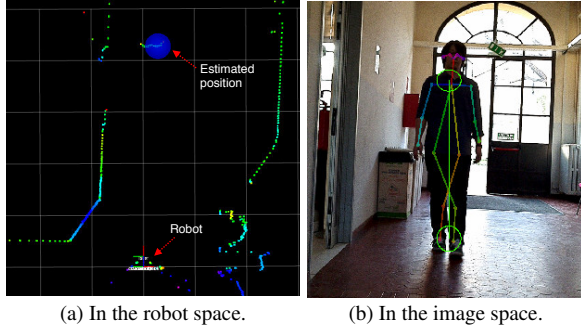 Estimated
position
Robot
(a) In the robot space.
(b) In the image space.